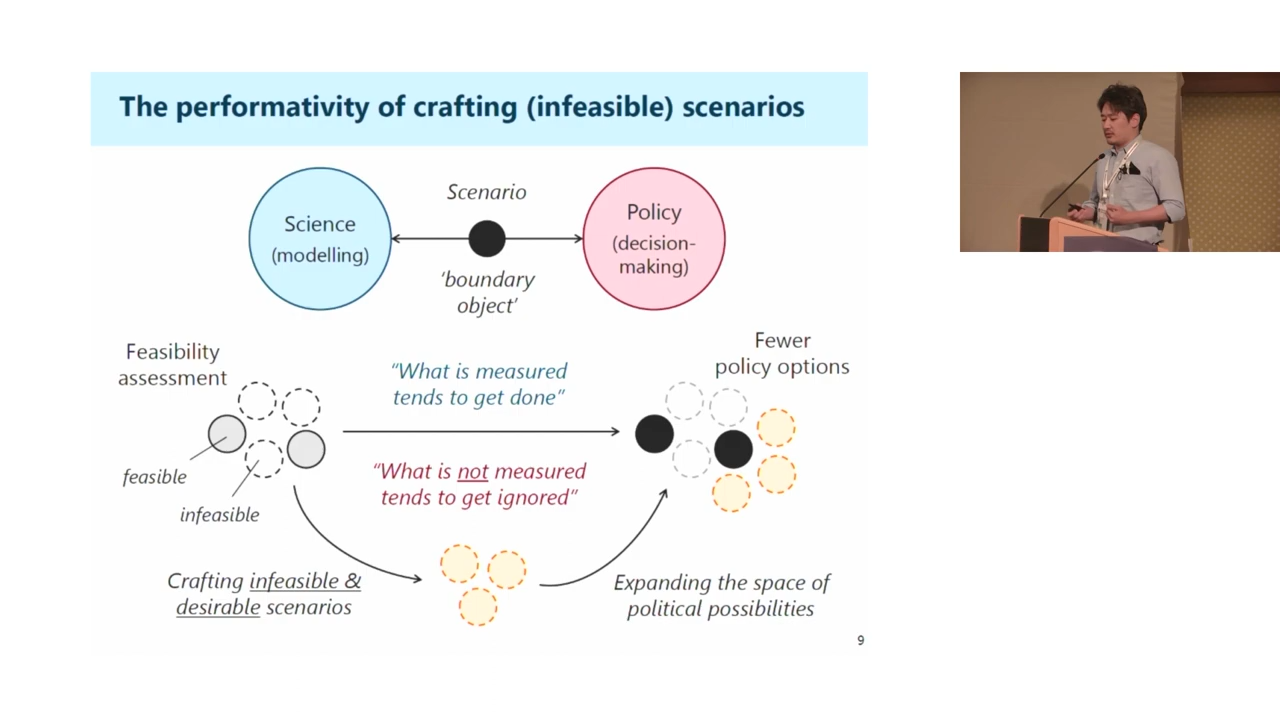 The performativity of crafting (infeasible) scenarios
Scenario
Science
(modelling)
Policy
(decision-
making)
'boundary
object'
Feasibility
assessment
Fewer
policy options
"What is measured
tends to get done"
feasible
infeasible
"What is not measured
tends to get ignored"
Crafting infeasible &
desirable scenarios
Expanding the space of
political possibilities
9